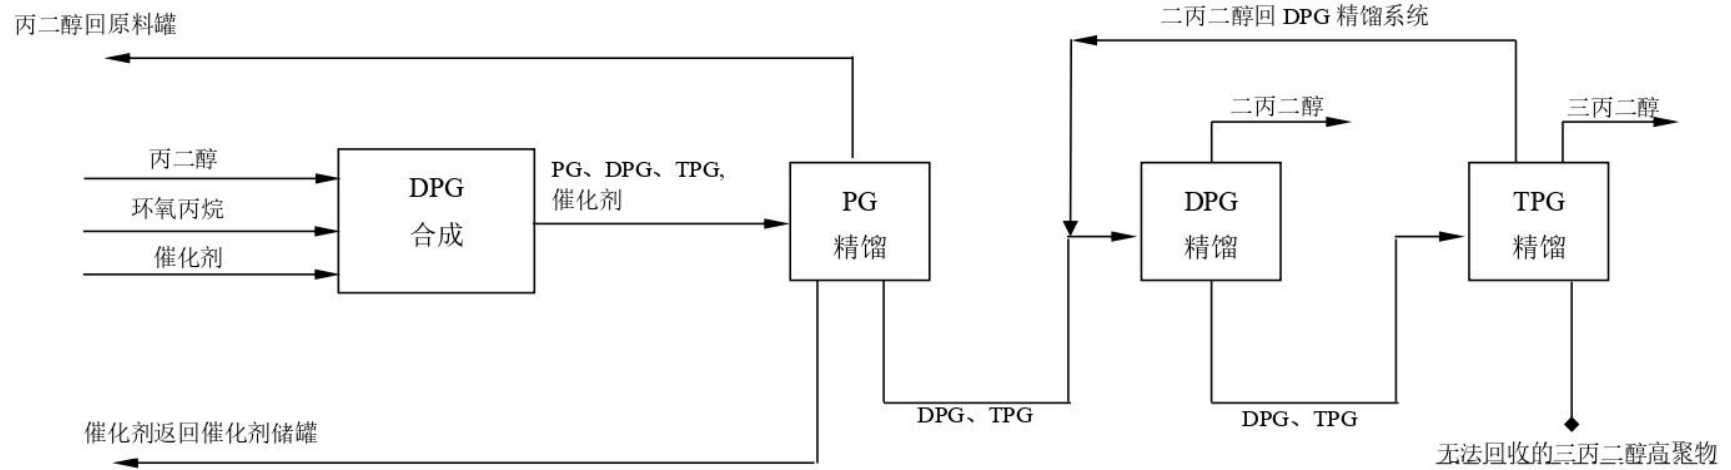 丙二醇回原料罐
二丙二醇回 DPG 精馏系统
二丙二醇
三丙二醇
丙二醇
环氧丙烷
催化剂
DPG
合成
PG、DPG、TPG,
催化剂
PG
精馏
DPG
精馏
TPG
精馏
DPG、TPG
DPG、TPG
催化剂返回催化剂储罐
无法回收的三丙二醇高聚物